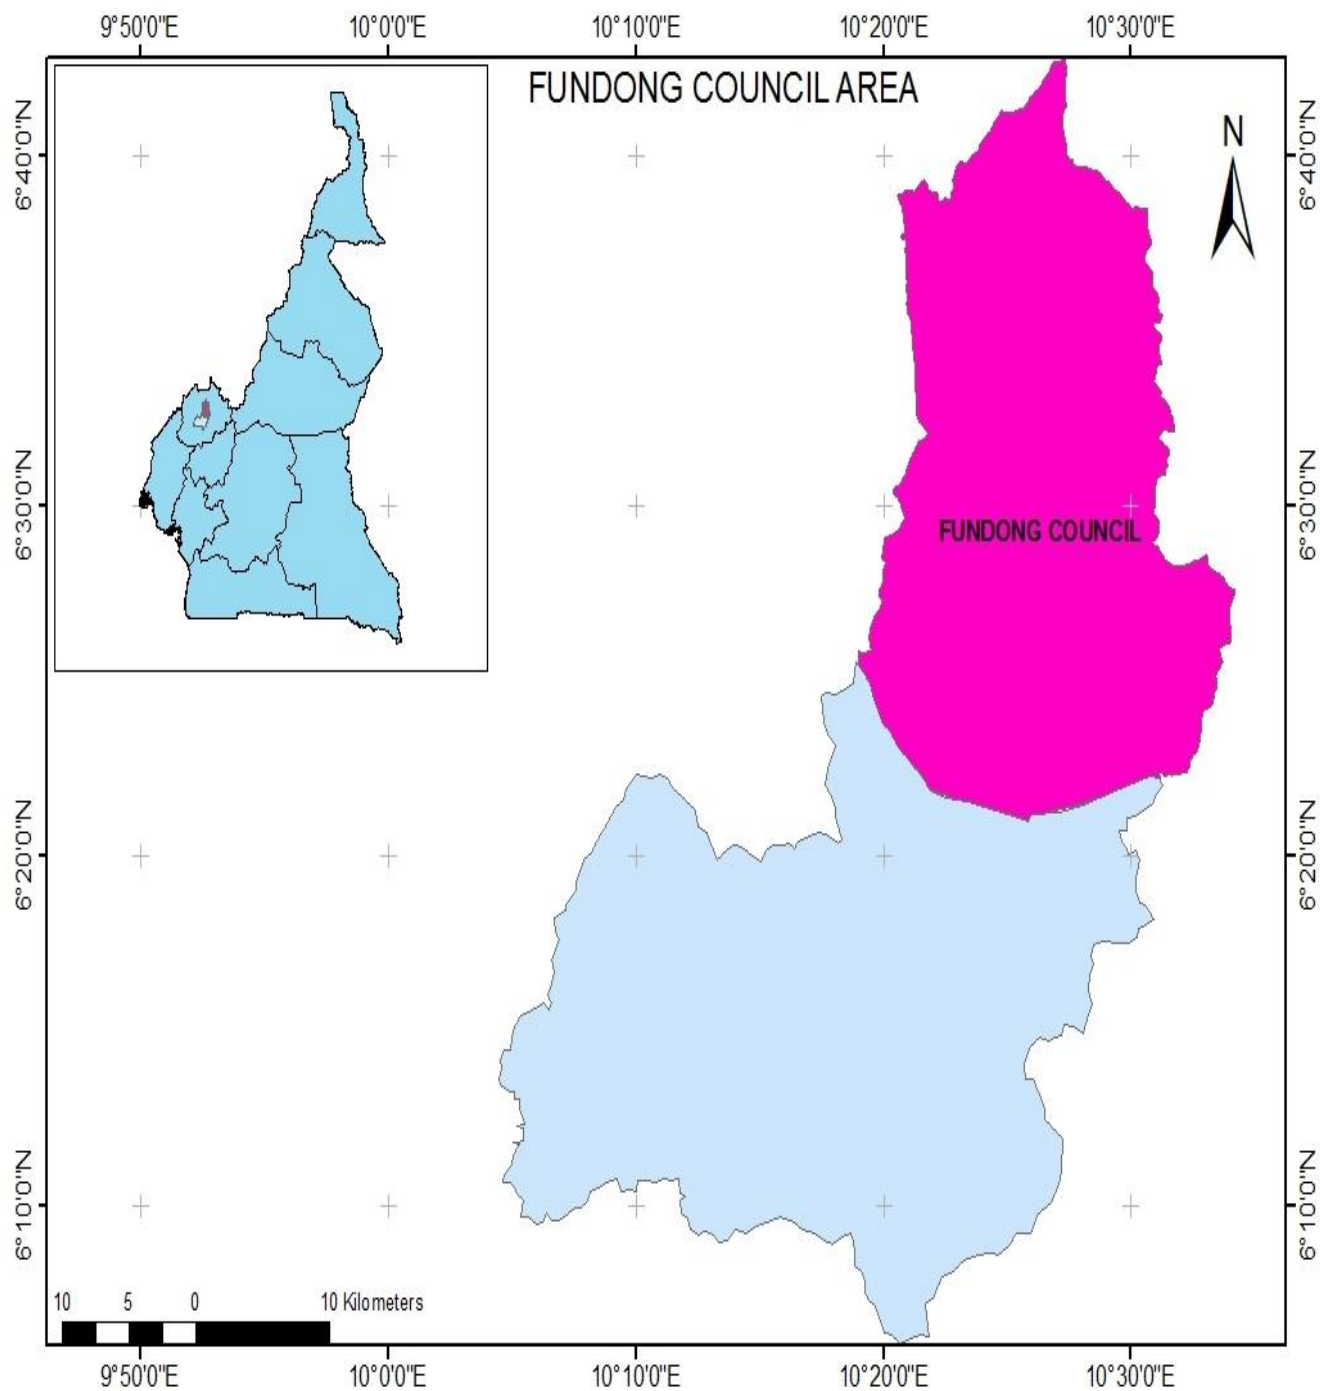 9°50'0"E 10°0'0"E 10°10'0"E 10°20'0"E 10°30'0"E
FUNDONG COUNCIL AREA
N
6°40'0"N 6°40'0"N
6°30'0"N 6°30'0"N
FUNDONG COUNCIL
6°20'0"N 6°20'0"N
6°10'0"N 6°10'0"N
10 5 0 10 Kilometers
9°50'0"E 10°0'0"E 10°10'0"E 10°20'0"E 10°30'0"E